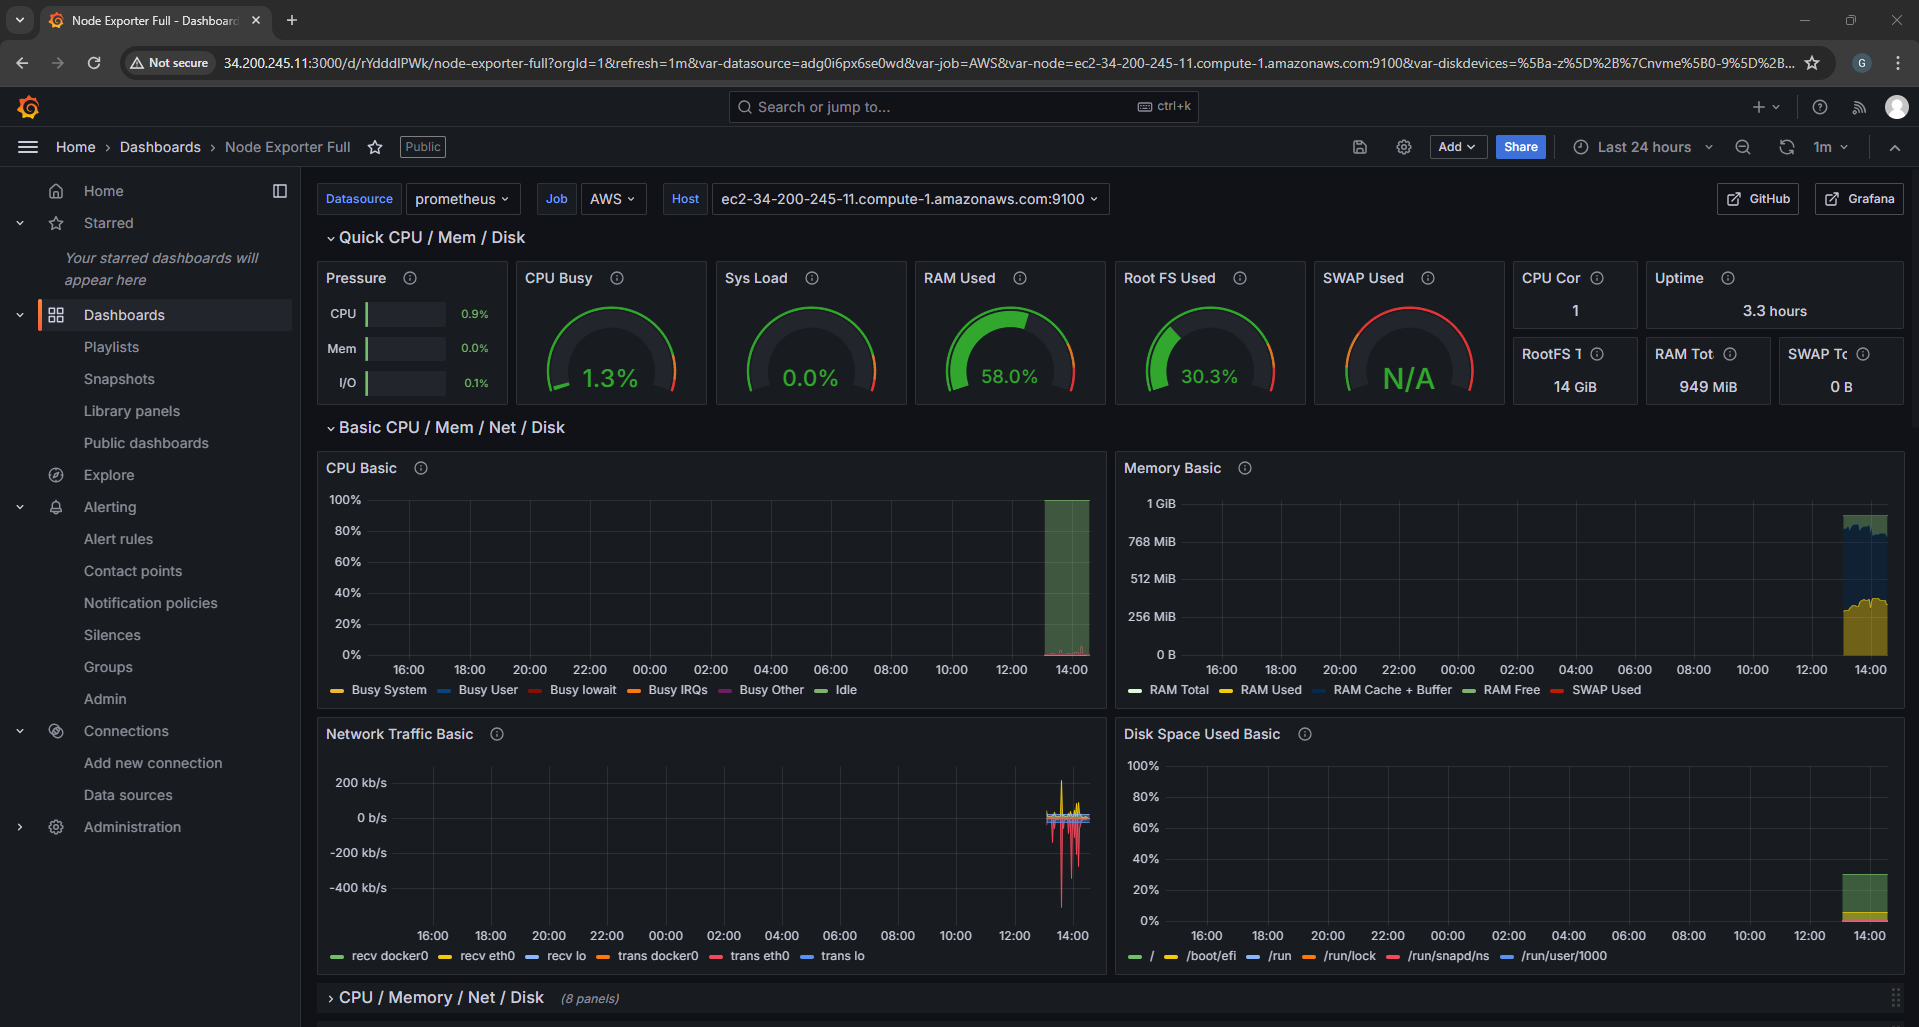 Node Exporter Full - Dashboard
Not secure
34.200.245.11:3000/d/rYdddlPWk/node-exporter-full?orgId=1&refresh=1m&var-datasource=adg0i6px6se0wd&var-job=AWS&var-node=ec2-34-200-245-11.compute-1.amazonaws.com:9100&var-diskdevices=%5Ba-z%5D%2B%7Cnvme%5B0-9%5D%2B...
G
Search or jump to...
ctrl+k
Home › Dashboards › Node Exporter Full
Public
Add
Share
Last 24 hours
1m
Home
Starred
Your starred dashboards will
appear here
Dashboards
Playlists
Snapshots
Library panels
Public dashboards
Explore
Alerting
Alert rules
Contact points
Notification policies
Silences
Groups
Admin
Connections
Add new connection
Data sources
Administration
Datasource prometheus
Job AWS
Host ec2-34-200-245-11.compute-1.amazonaws.com:9100
GitHub
Grafana
Quick CPU / Mem / Disk
Pressure
CPU 0.9%
Mem 0.0%
I/O 0.1%
CPU Busy
1.3%
Sys Load
0.0%
RAM Used
58.0%
Root FS Used
30.3%
SWAP Used
N/A
CPU Cor
1
Uptime
3.3 hours
RootFS T
14 GiB
RAM Tot
949 MiB
SWAP To
0 B
Basic CPU / Mem / Net / Disk
CPU Basic
100%
80%
60%
40%
20%
0%
16:00 18:00 20:00 22:00 00:00 02:00 04:00 06:00 08:00 10:00 12:00 14:00
Busy System Busy User Busy Iowait Busy IRQs Busy Other Idle
Memory Basic
1 GiB
768 MiB
512 MiB
256 MiB
0 B
16:00 18:00 20:00 22:00 00:00 02:00 04:00 06:00 08:00 10:00 12:00 14:00
RAM Total RAM Used RAM Cache + Buffer RAM Free SWAP Used
Network Traffic Basic
200 kb/s
0 b/s
-200 kb/s
-400 kb/s
16:00 18:00 20:00 22:00 00:00 02:00 04:00 06:00 08:00 10:00 12:00 14:00
recv docker0 recv eth0 recv lo trans docker0 trans eth0 trans lo
Disk Space Used Basic
100%
80%
60%
40%
20%
0%
16:00 18:00 20:00 22:00 00:00 02:00 04:00 06:00 08:00 10:00 12:00 14:00
/ /boot/efi /run /run/lock /run/snapd/ns /run/user/1000
CPU / Memory / Net / Disk (8 panels)